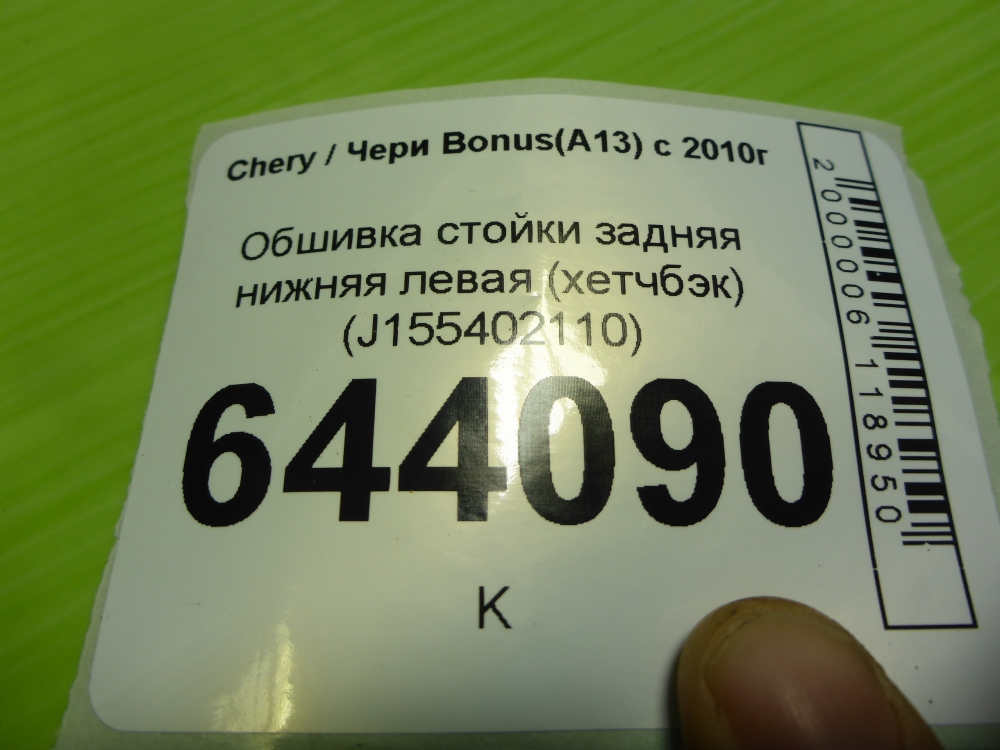 Chery / Чери Bonus(A13) с 2010г
Обшивка стойки задняя
нижняя левая (хетчбэк)
(J155402110)
644090
К
2000006118950